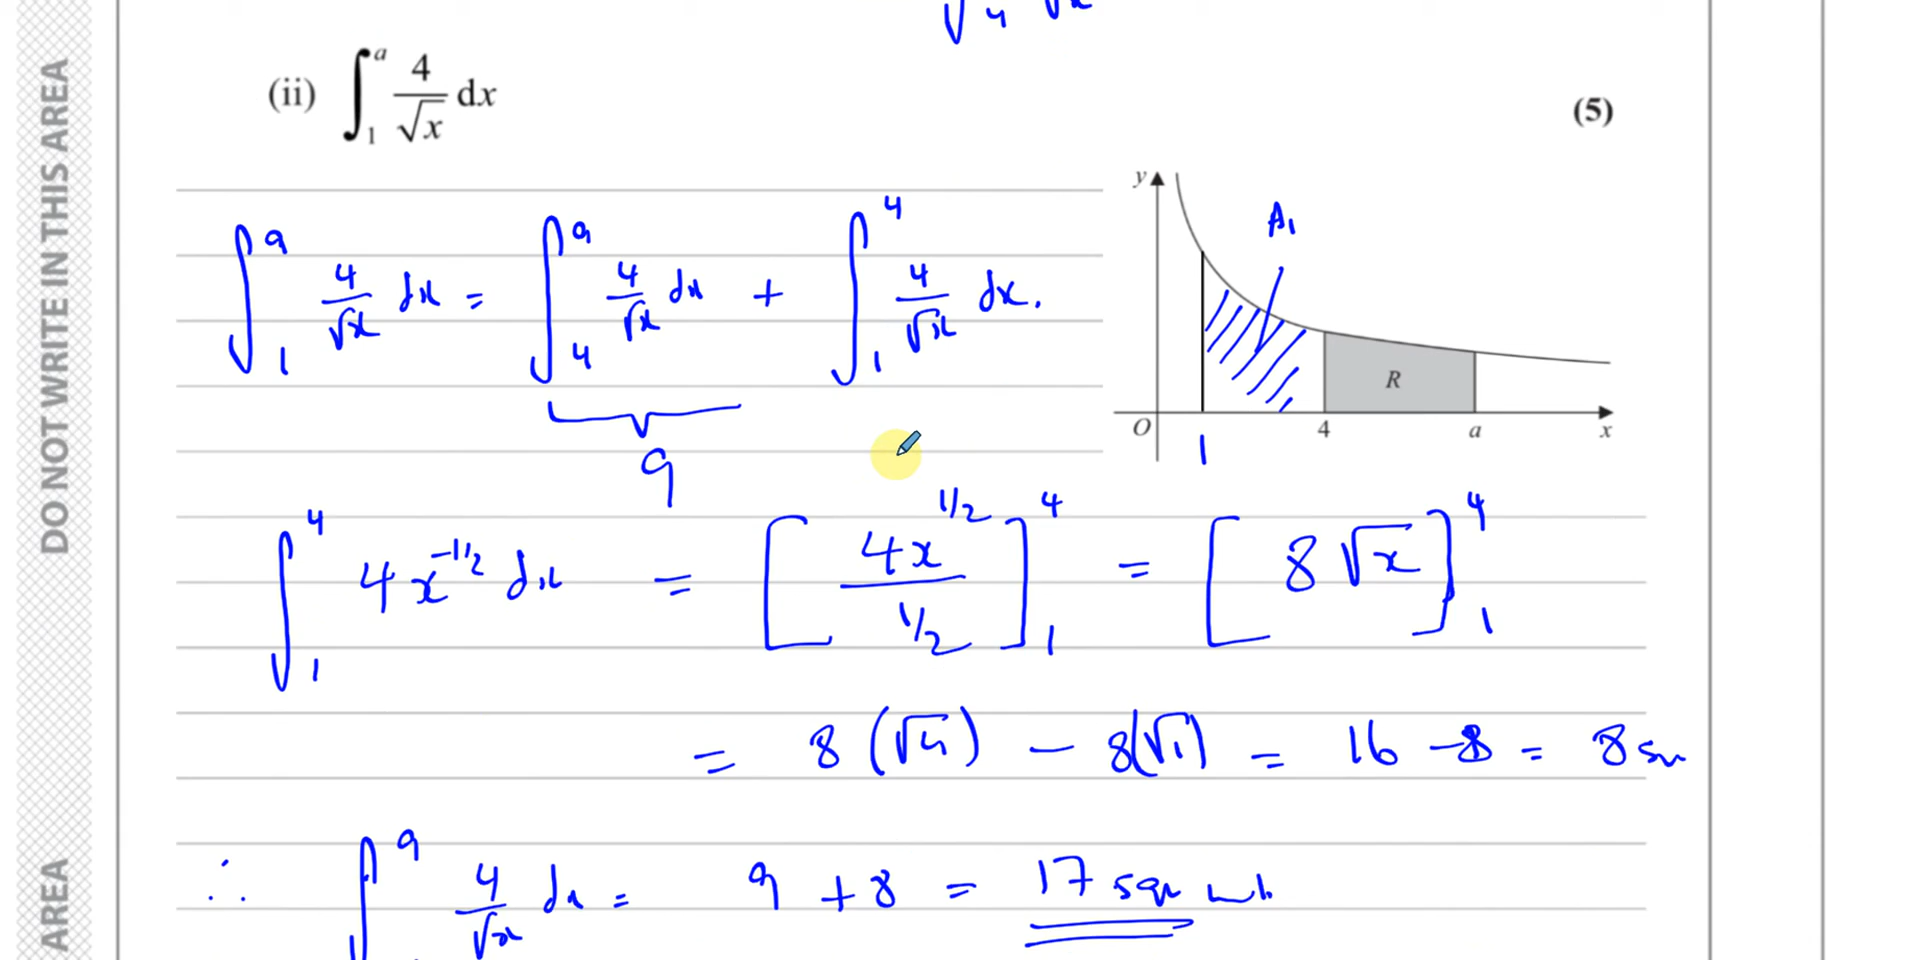 √4 √x
(ii) ∫₁ᵃ 4/√x dx
(5)
∫₁ᵃ 4/√x dx = ∫₄ᵃ 4/√x dx + ∫₁⁴ 4/√x dx.
9
y A₁
R
O 1 4 a x
∫₁⁴ 4x^(-1/2) dx = [4x^(1/2) / (1/2)]₁⁴ = [8√x]₁⁴
= 8(√4) - 8(√1) = 16 - 8 = 8
∴ ∫ᵃ 4/√x dx = 9 + 8 = 17
DO NOT WRITE IN THIS AREA
AREA